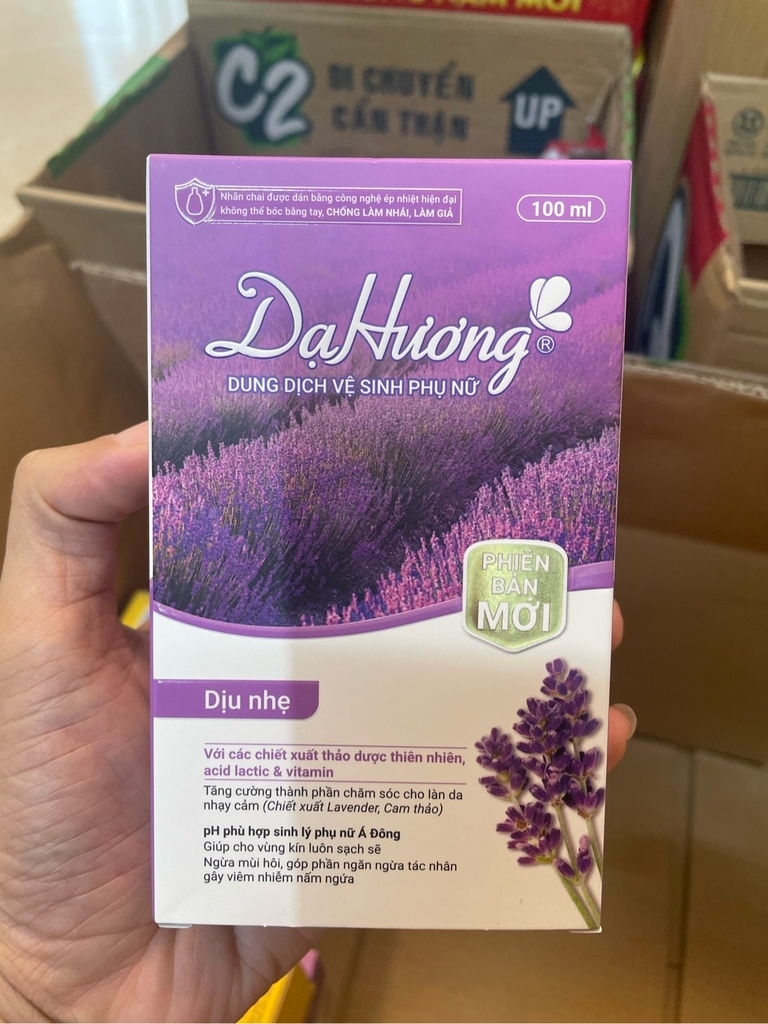 C2
DI CHUYỂN
CẨN THẬN
UP
Nhãn chai được dán bằng công nghệ ép nhiệt hiện đại
không thể bóc bằng tay, CHỐNG LÀM NHÁI, LÀM GIẢ
100 ml
DạHương®
DUNG DỊCH VỆ SINH PHỤ NỮ
PHIÊN
BẢN
MỚI
Dịu nhẹ
Với các chiết xuất thảo dược thiên nhiên,
acid lactic & vitamin
Tăng cường thành phần chăm sóc cho làn da
nhạy cảm (Chiết xuất Lavender, Cam thảo)
pH phù hợp sinh lý phụ nữ Á Đông
Giúp cho vùng kín luôn sạch sẽ
Ngừa mùi hôi, góp phần ngăn ngừa tác nhân
gây viêm nhiễm nấm ngứa